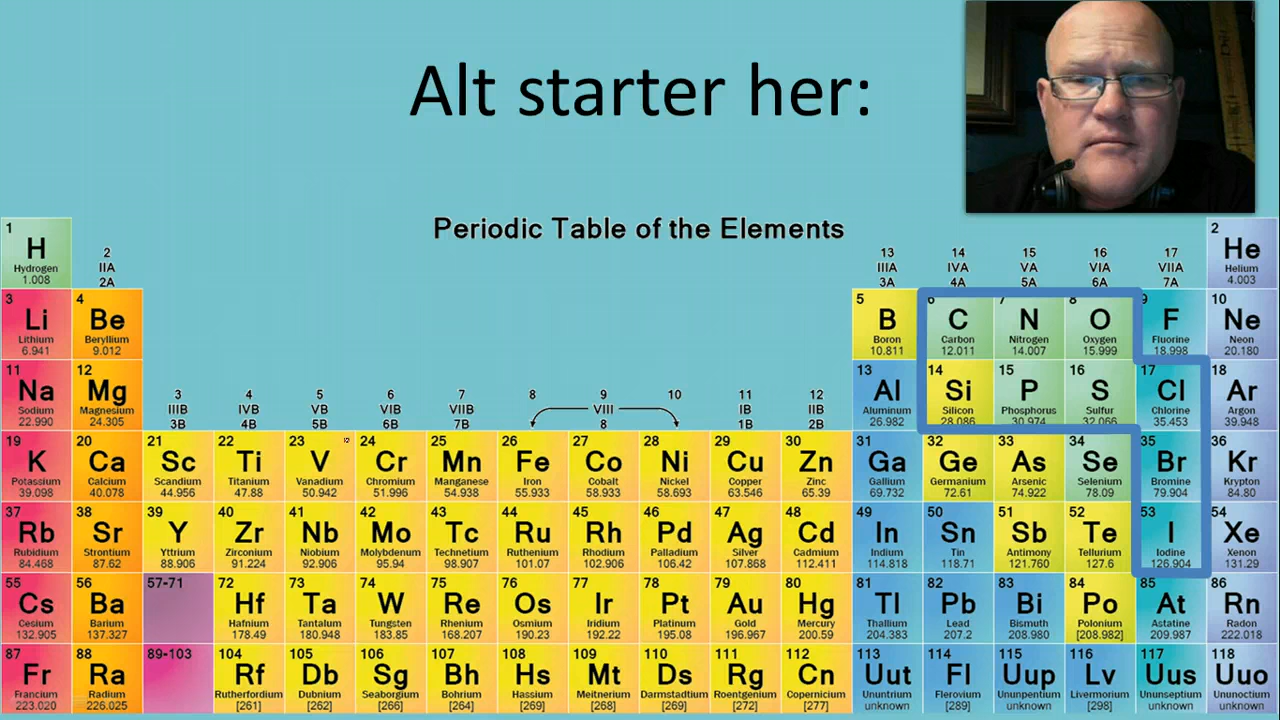 Alt starter her:
Periodic Table of the Elements
1 2
H He
Hydrogen Helium
1.008 4.003
2 13 14 15 16 17
IIA IIIA IVA VA VIA VIIA
2A 3A 4A 5A 6A 7A
3 4 5 6 7 8 9 10
Li Be B C N O F Ne
Lithium Beryllium Boron Carbon Nitrogen Oxygen Fluorine Neon
6.941 9.012 10.811 12.011 14.007 15.999 18.998 20.180
11 12 13 14 15 16 17 18
Na Mg Al Si P S Cl Ar
Sodium Magnesium Aluminum Silicon Phosphorus Sulfur Chlorine Argon
22.990 24.305 26.982 28.086 30.974 32.066 35.453 39.948
3 4 5 6 7 8 9 10 11 12
IIIB IVB VB VIB VIIB VIII IB IIB
3B 4B 5B 6B 7B 8 1B 2B
19 20 21 22 23 24 25 26 27 28 29 30 31 32 33 34 35 36
K Ca Sc Ti V Cr Mn Fe Co Ni Cu Zn Ga Ge As Se Br Kr
Potassium Calcium Scandium Titanium Vanadium Chromium Manganese Iron Cobalt Nickel Copper Zinc Gallium Germanium Arsenic Selenium Bromine Krypton
39.098 40.078 44.956 47.88 50.942 51.996 54.938 55.933 58.933 58.693 63.546 65.39 69.732 72.61 74.922 78.09 79.904 84.80
37 38 39 40 41 42 43 44 45 46 47 48 49 50 51 52 53 54
Rb Sr Y Zr Nb Mo Tc Ru Rh Pd Ag Cd In Sn Sb Te I Xe
Rubidium Strontium Yttrium Zirconium Niobium Molybdenum Technetium Ruthenium Rhodium Palladium Silver Cadmium Indium Tin Antimony Tellurium Iodine Xenon
84.468 87.62 88.906 91.224 92.906 95.94 98.907 101.07 102.906 106.42 107.868 112.411 114.818 118.71 121.760 127.6 126.904 131.29
55 56 57-71 72 73 74 75 76 77 78 79 80 81 82 83 84 85 86
Cs Ba Hf Ta W Re Os Ir Pt Au Hg Tl Pb Bi Po At Rn
Cesium Barium Hafnium Tantalum Tungsten Rhenium Osmium Iridium Platinum Gold Mercury Thallium Lead Bismuth Polonium Astatine Radon
132.905 137.327 178.49 180.948 183.85 168.207 190.23 192.22 195.08 196.967 200.59 204.383 207.2 208.980 [208.982] 209.987 222.018
87 88 89-103 104 105 106 107 108 109 110 111 112 113 114 115 116 117 118
Fr Ra Rf Db Sg Bh Hs Mt Ds Rg Cn Uut Fl Uup Lv Uus Uuo
Francium Radium Rutherfordium Dubnium Seaborgium Bohrium Hassium Meitnerium Darmstadtium Roentgenium Copernicium Ununtrium Flerovium Ununpentium Livermorium Ununseptium Ununoctium
223.020 226.025 [261] [262] [266] [264] [269] [268] [269] [272] [277] unknown [289] unknown [298] unknown unknown